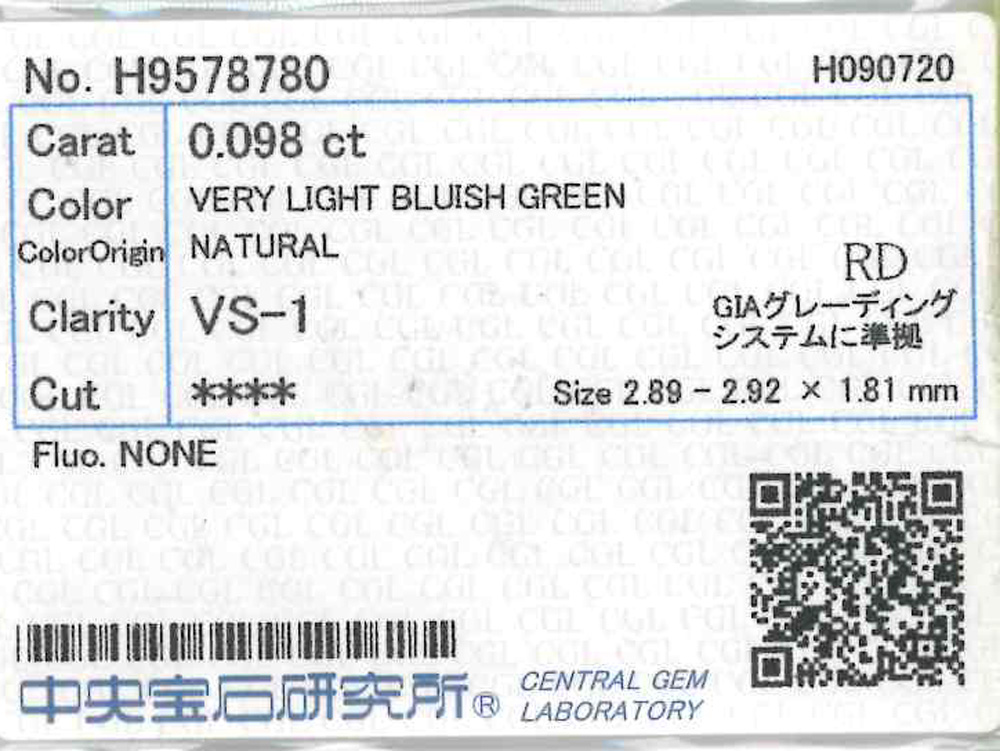 No. H9578780
H090720
Carat 0.098 ct
Color VERY LIGHT BLUISH GREEN
ColorOrigin NATURAL
RD
Clarity VS-1
GIAグレーディング
システムに準拠
Cut ****
Size 2.89 - 2.92 × 1.81 mm
Fluo. NONE
中央宝石研究所®
CENTRAL GEM
LABORATORY